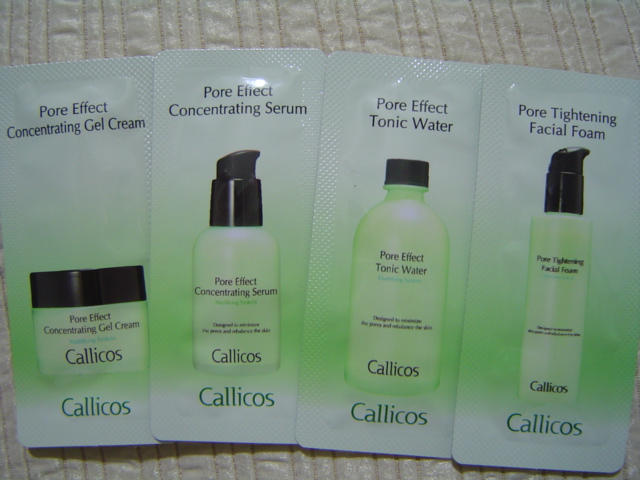 Pore Effect
Concentrating Gel Cream
Pore Effect
Concentrating Gel Cream
Callicos
Callicos
Pore Effect
Concentrating Serum
Pore Effect
Concentrating Serum
Designed to minimize
the pores and rebalance the skin
Callicos
Callicos
Pore Effect
Tonic Water
Pore Effect
Tonic Water
Designed to minimize
the pores and rebalance the skin
Callicos
Callicos
Pore Tightening
Facial Foam
Pore Tightening
Facial Foam
Callicos
Callicos